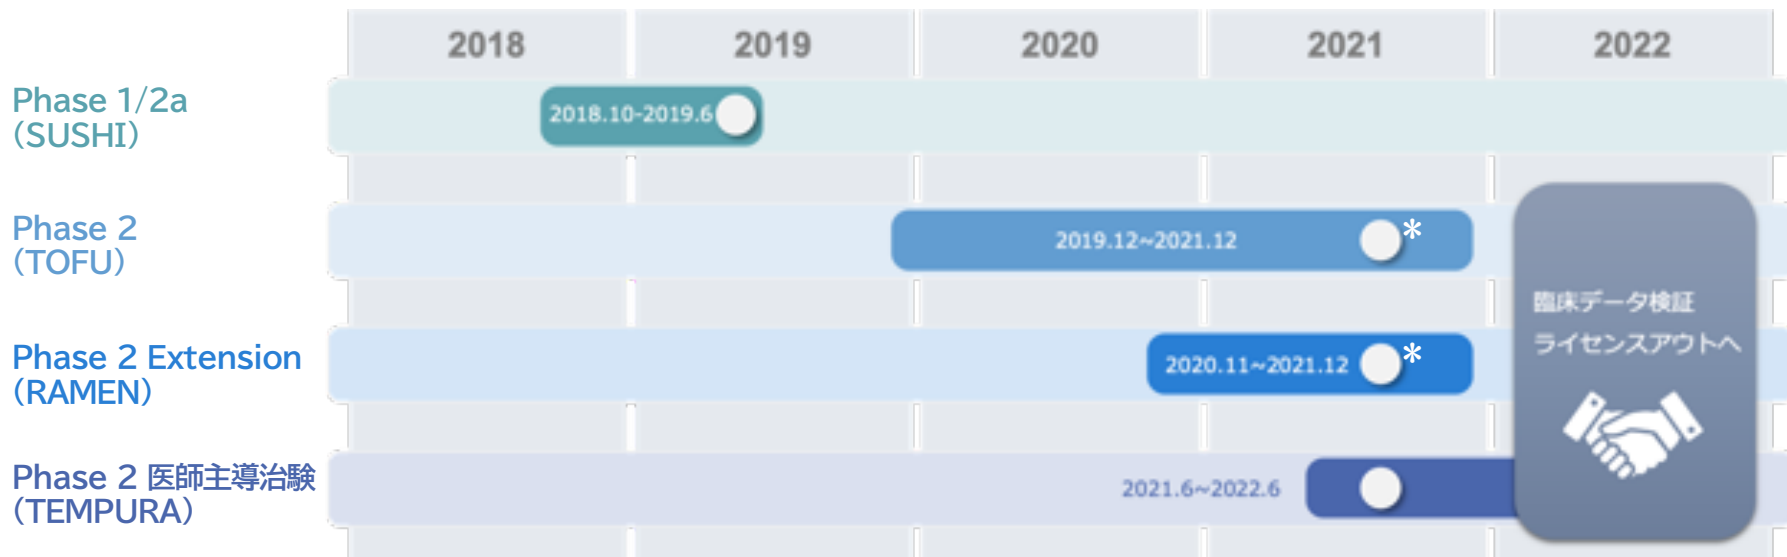 2018 2019 2020 2021 2022
Phase 1/2a
(SUSHI)
2018.10-2019.6
Phase 2
(TOFU)
2019.12~2021.12
*
Phase 2 Extension
(RAMEN)
2020.11~2021.12
*
Phase 2 医師主導治験
(TEMPURA)
2021.6~2022.6
臨床データ検証
ライセンスアウトへ